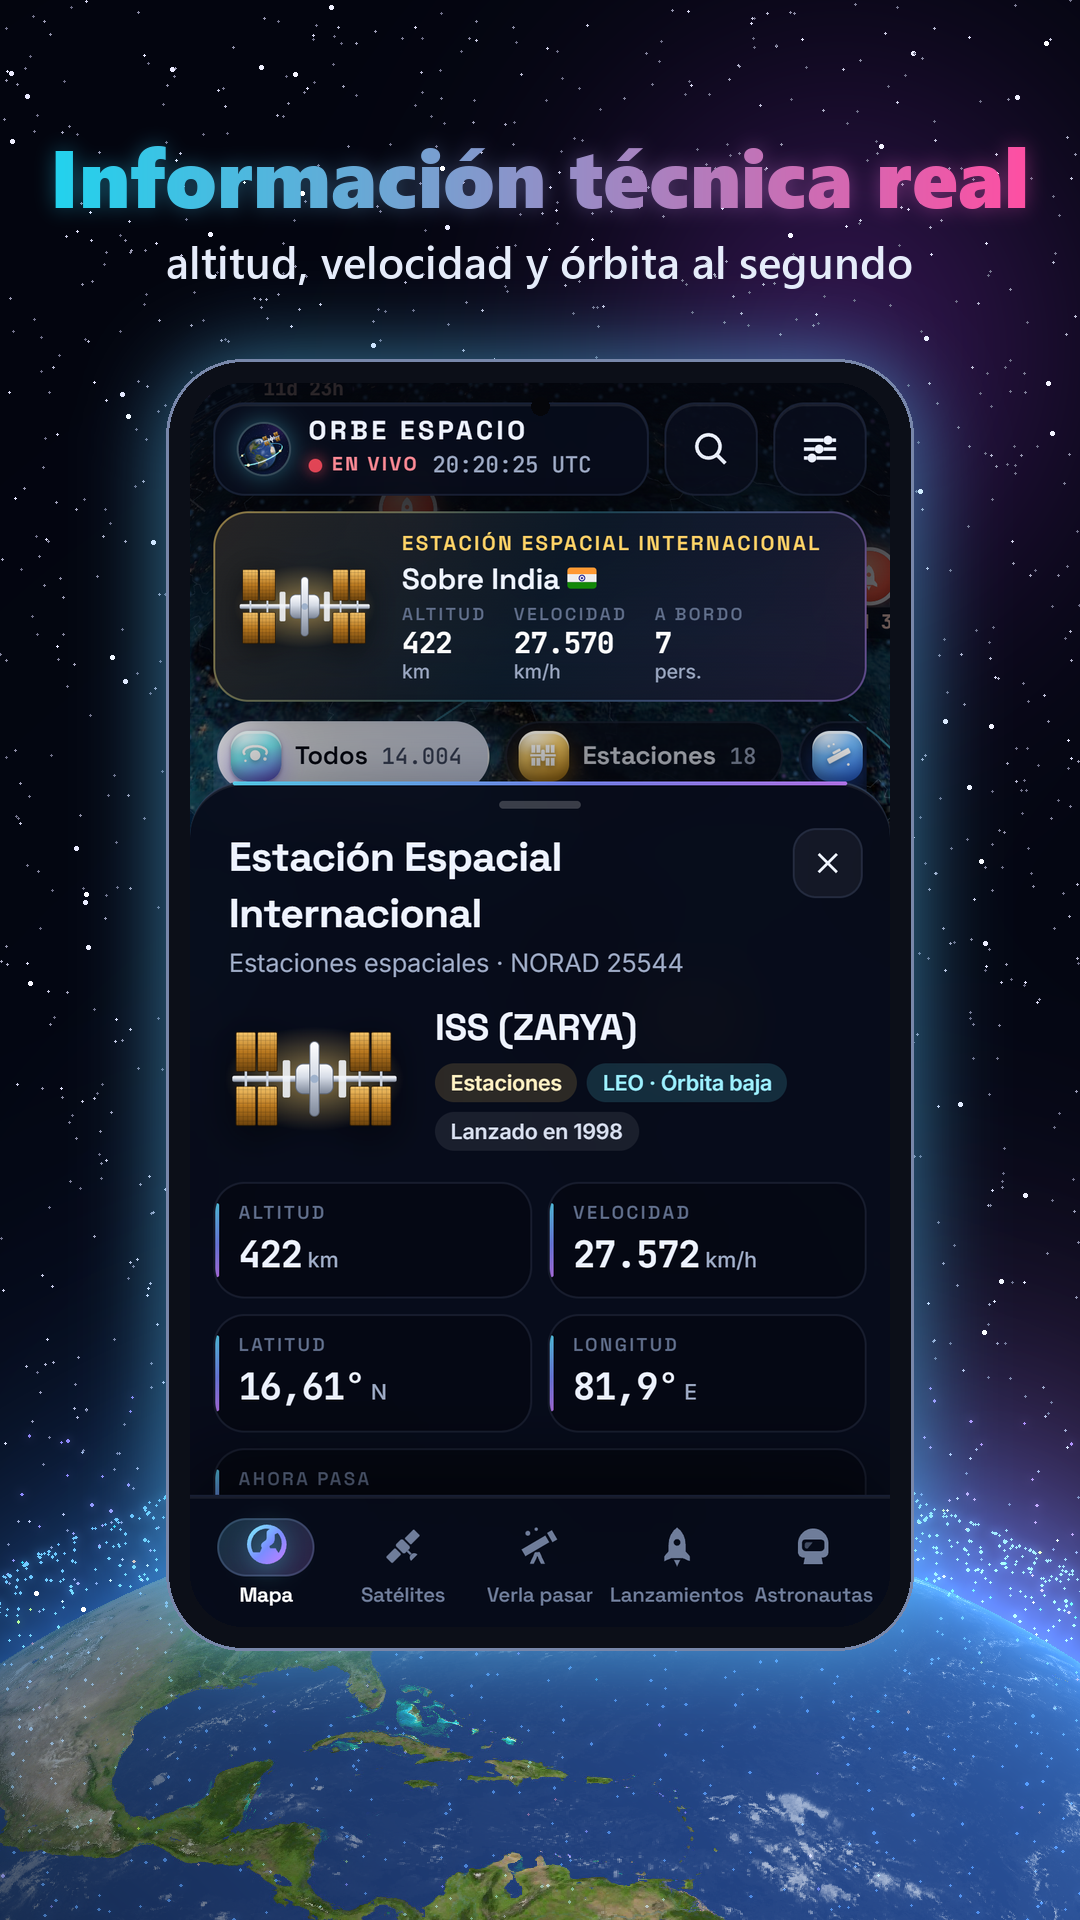 Información técnica real
altitud, velocidad y órbita al segundo
11d 23h
ORBE ESPACIO
EN VIVO 20:20:25 UTC
ESTACIÓN ESPACIAL INTERNACIONAL
Sobre India
ALTITUD VELOCIDAD A BORDO
422 27.570 7
km km/h pers.
Todos 14.004 Estaciones 18
Estación Espacial
Internacional
Estaciones espaciales · NORAD 25544
ISS (ZARYA)
Estaciones LEO · Órbita baja
Lanzado en 1998
ALTITUD VELOCIDAD
422 km 27.572 km/h
LATITUD LONGITUD
16,61° N 81,9° E
AHORA PASA
Mapa Satélites Verla pasar Lanzamientos Astronautas